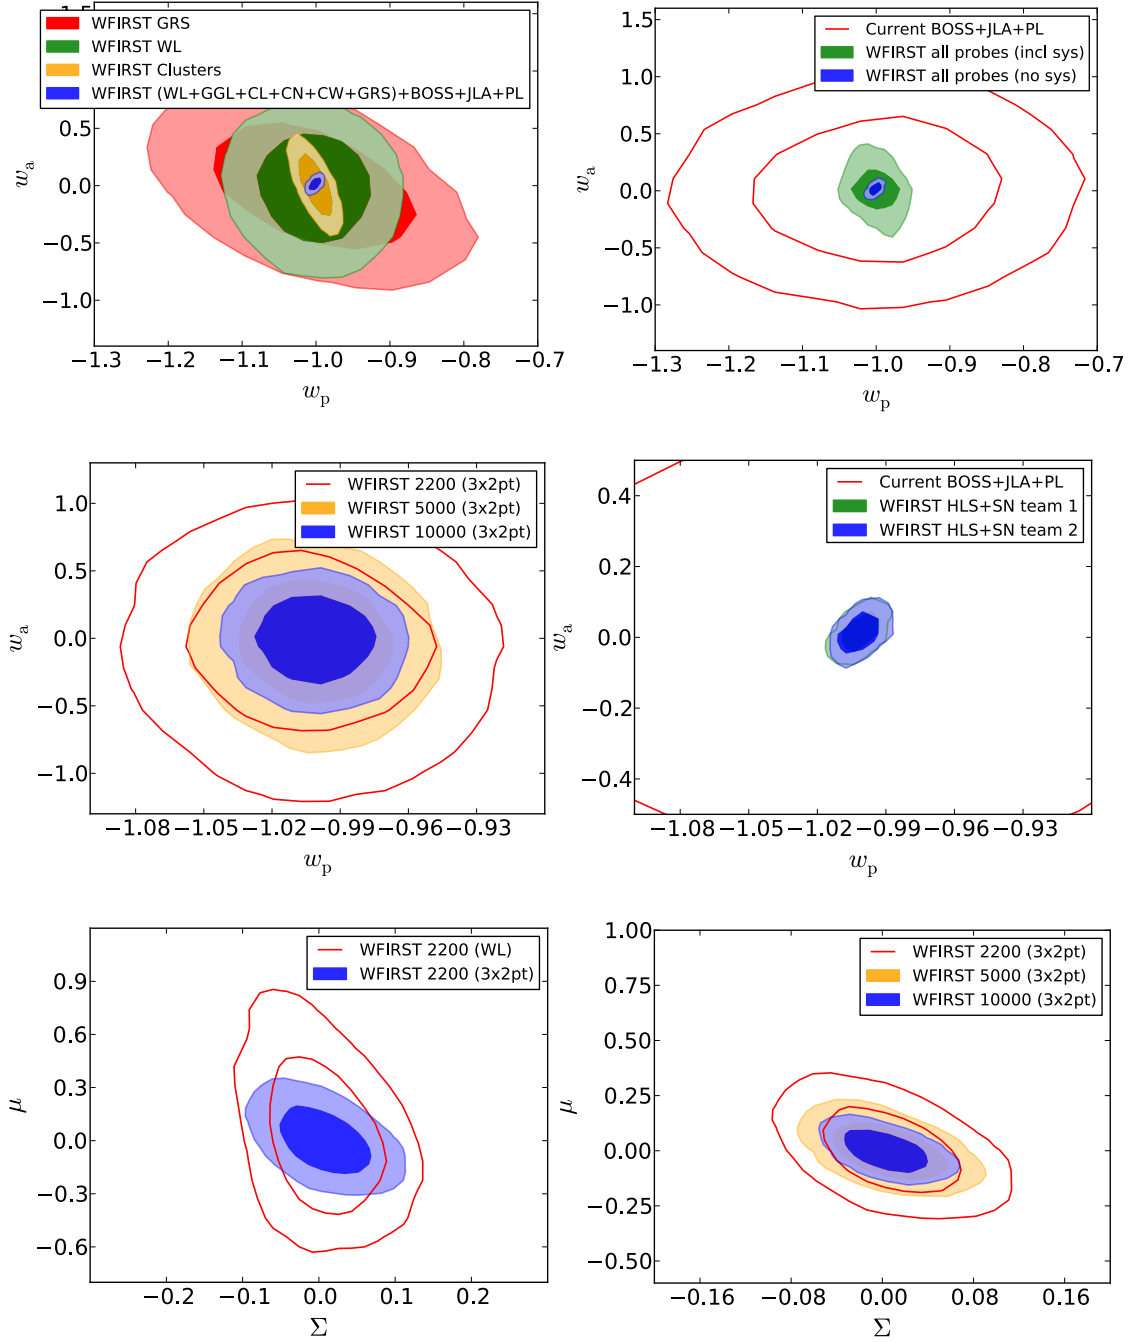 WFIRST GRS
WFIRST WL
WFIRST Clusters
WFIRST (WL+GGL+CL+CN+CW+GRS)+BOSS+JLA+PL
0.5
0.0
−0.5
−1.0
w_a
−1.3 −1.2 −1.1 −1.0 −0.9 −0.8 −0.7
w_p
Current BOSS+JLA+PL
WFIRST all probes (incl sys)
WFIRST all probes (no sys)
1.5
1.0
0.5
0.0
−0.5
−1.0
w_a
−1.3 −1.2 −1.1 −1.0 −0.9 −0.8 −0.7
w_p
WFIRST 2200 (3x2pt)
WFIRST 5000 (3x2pt)
WFIRST 10000 (3x2pt)
1.0
0.5
0.0
−0.5
−1.0
w_a
−1.08 −1.05 −1.02 −0.99 −0.96 −0.93
w_p
Current BOSS+JLA+PL
WFIRST HLS+SN team 1
WFIRST HLS+SN team 2
0.4
0.2
0.0
−0.2
−0.4
w_a
−1.08 −1.05 −1.02 −0.99 −0.96 −0.93
w_p
WFIRST 2200 (WL)
WFIRST 2200 (3x2pt)
0.9
0.6
0.3
0.0
−0.3
−0.6
μ
−0.2 −0.1 0.0 0.1 0.2
Σ
WFIRST 2200 (3x2pt)
WFIRST 5000 (3x2pt)
WFIRST 10000 (3x2pt)
1.00
0.75
0.50
0.25
0.00
−0.25
−0.50
μ
−0.16 −0.08 0.00 0.08 0.16
Σ